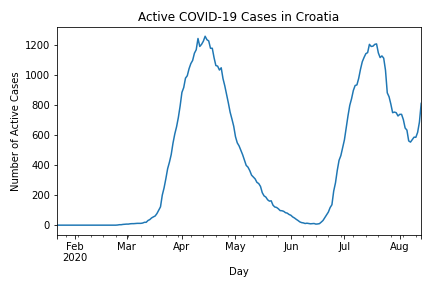 Active COVID-19 Cases in Croatia
Number of Active Cases
1200
1000
800
600
400
200
0
Feb Mar Apr May Jun Jul Aug
2020
Day